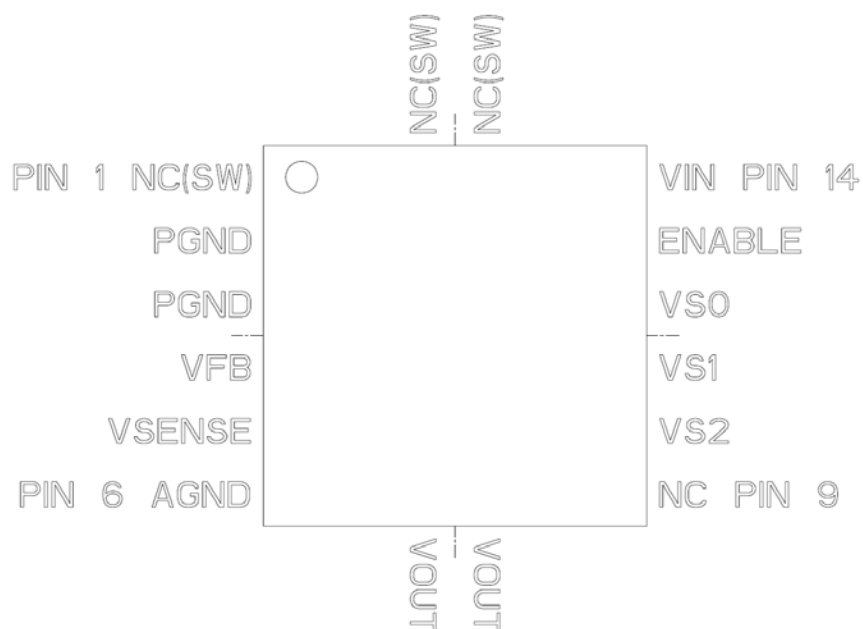 NC(SW) NC(SW)
PIN 1 NC(SW) VIN PIN 14
PGND ENABLE
PGND VS0
VFB VS1
VSENSE VS2
PIN 6 AGND NC PIN 9
VOUT VOUT